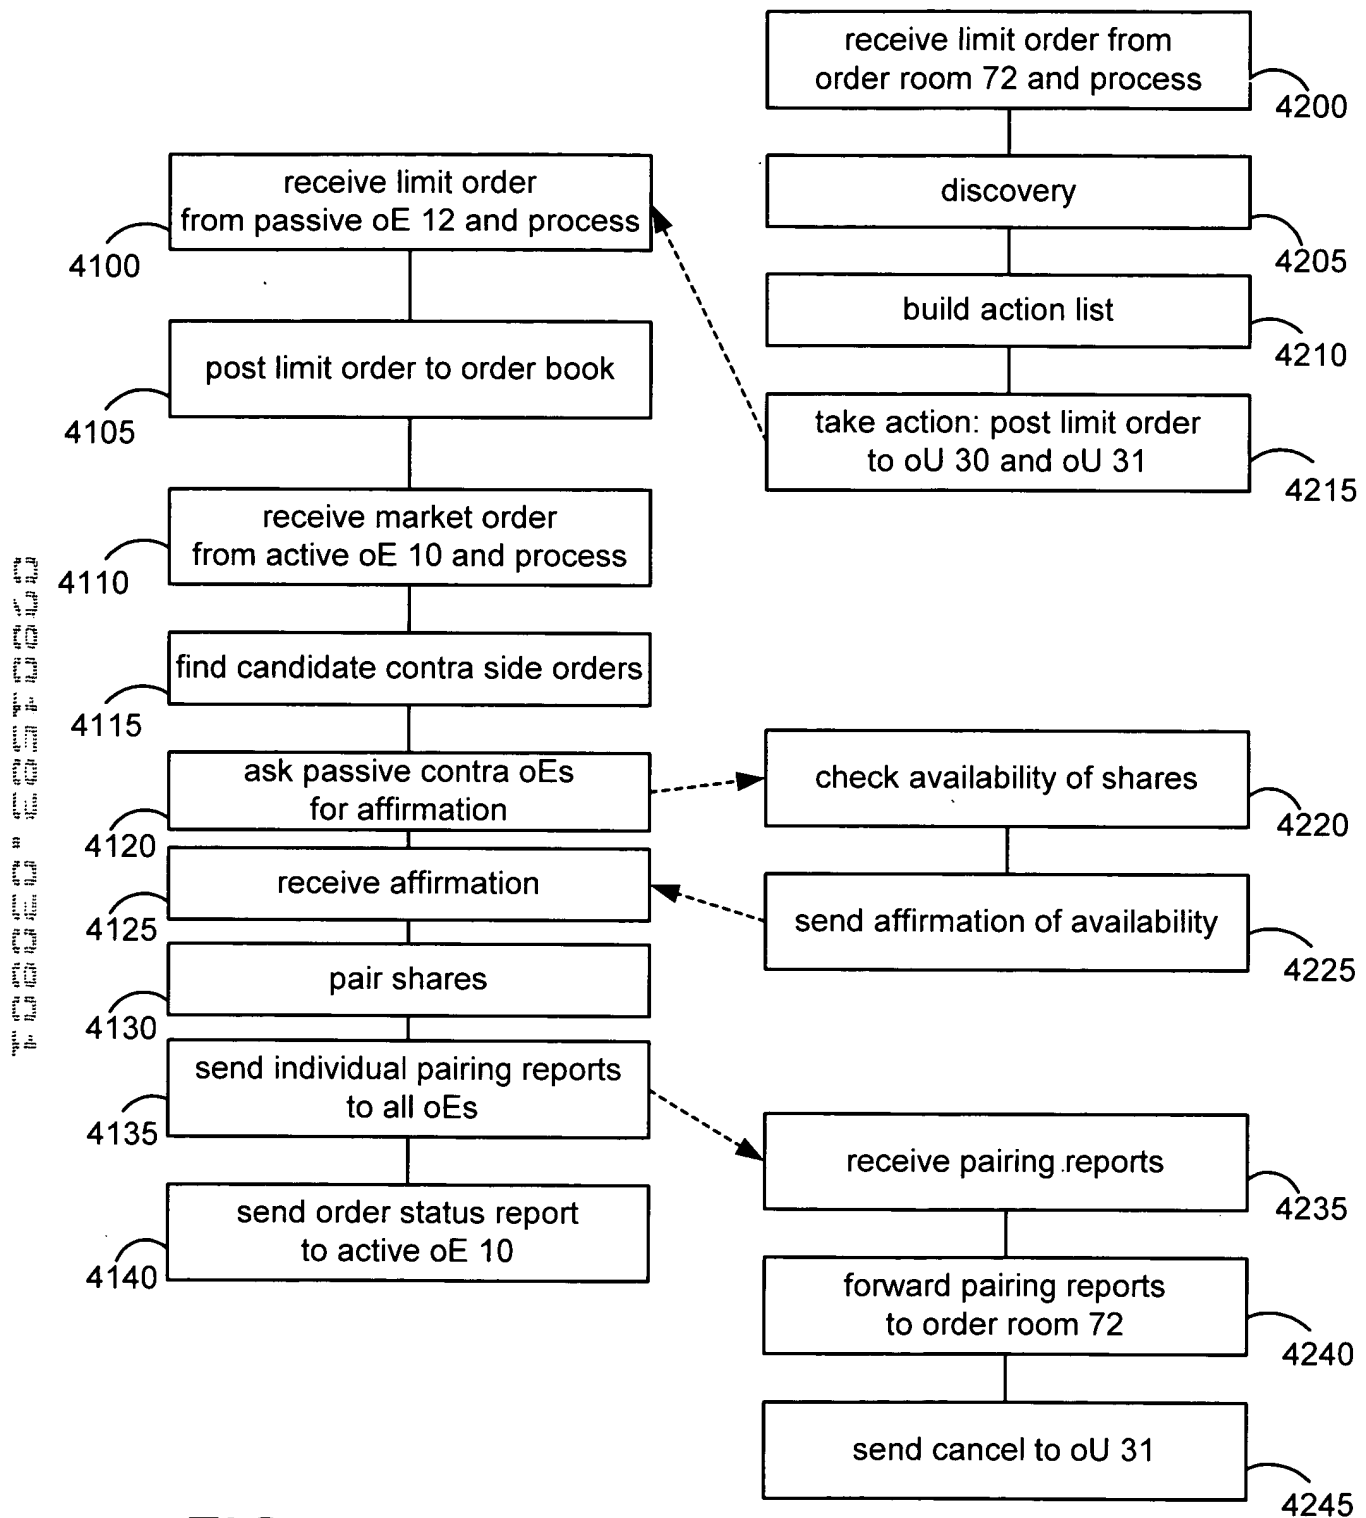 receive limit order from
order room 72 and process
4200
discovery
4205
build action list
4210
take action: post limit order
to oU 30 and oU 31
4215
receive limit order
from passive oE 12 and process
4100
post limit order to order book
4105
receive market order
from active oE 10 and process
4110
find candidate contra side orders
4115
ask passive contra oEs
for affirmation
4120
check availability of shares
4220
receive affirmation
4125
send affirmation of availability
4225
pair shares
4130
send individual pairing reports
to all oEs
4135
receive pairing reports
4235
send order status report
to active oE 10
4140
forward pairing reports
to order room 72
4240
send cancel to oU 31
4245